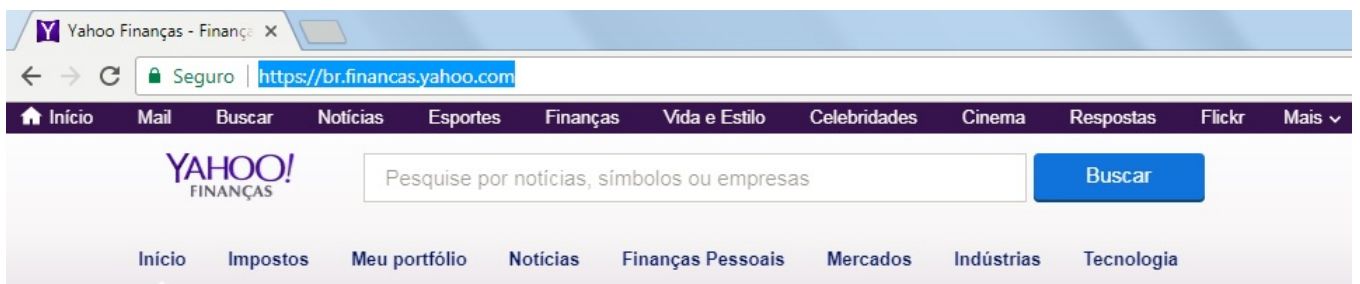 Yahoo Finanças - Finança
Seguro https://br.financas.yahoo.com
Início Mail Buscar Notícias Esportes Finanças Vida e Estilo Celebridades Cinema Respostas Flickr Mais
YAHOO! Pesquise por notícias, símbolos ou empresas Buscar
FINANÇAS
Início Impostos Meu portfólio Notícias Finanças Pessoais Mercados Indústrias Tecnologia